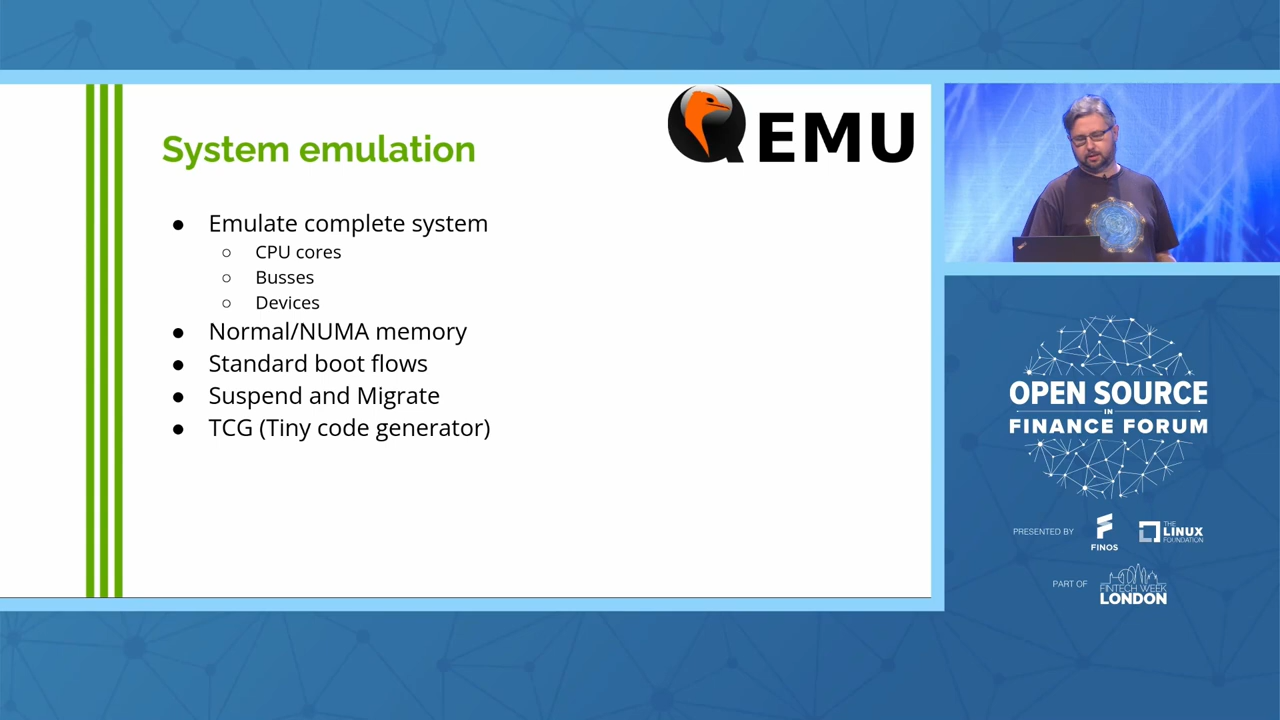 System emulation
QEMU
● Emulate complete system
○ CPU cores
○ Busses
○ Devices
● Normal/NUMA memory
● Standard boot flows
● Suspend and Migrate
● TCG (Tiny code generator)
OPEN SOURCE
IN
FINANCE FORUM
PRESENTED BY
FINOS
THE
LINUX
FOUNDATION
PART OF
FINTECH WEEK
LONDON